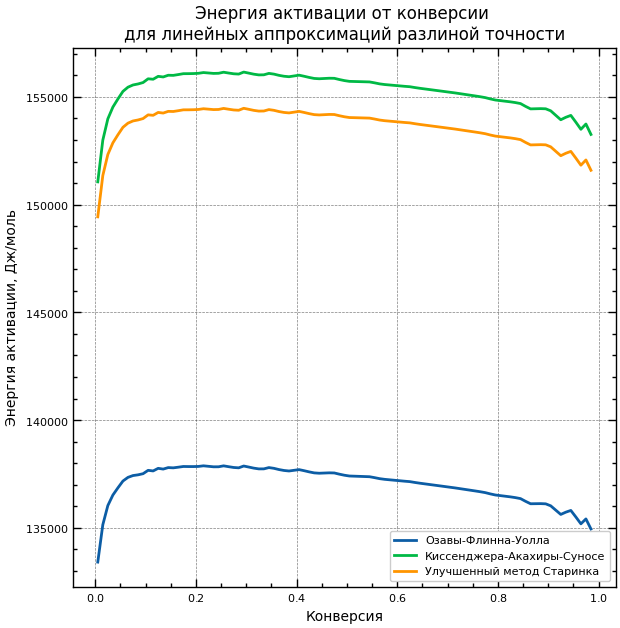 Энергия активации от конверсии
для линейных аппроксимаций разлиной точности
Энергия активации, Дж/моль
155000
150000
145000
140000
135000
0.0
0.2
0.4
0.6
0.8
1.0
Конверсия
Озавы-Флинна-Уолла
Киссенджера-Акахиры-Суносе
Улучшенный метод Старинка